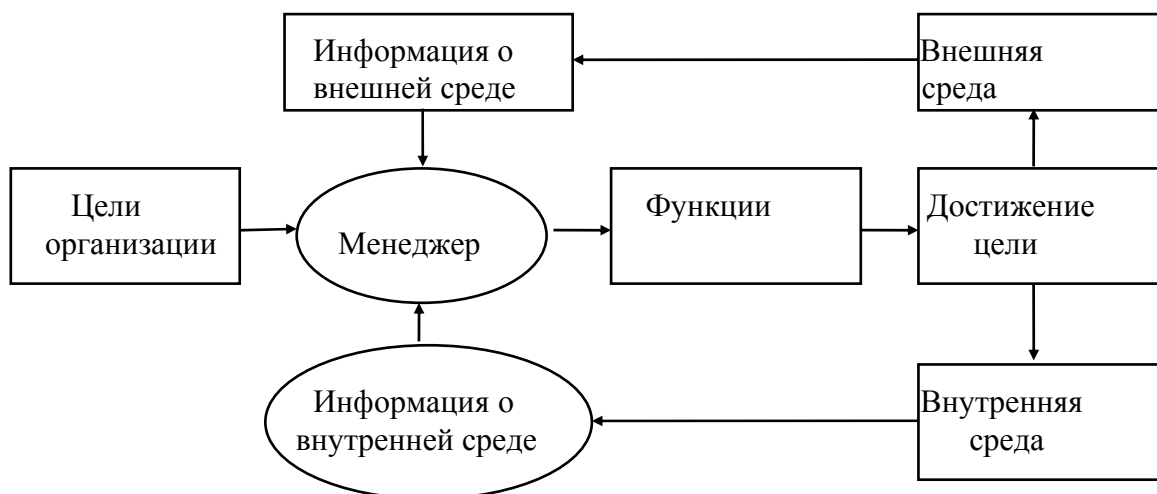 Информация о
внешней среде
Внешняя
среда
Цели
организации
Менеджер
Функции
Достижение
цели
Информация о
внутренней среде
Внутренняя
среда